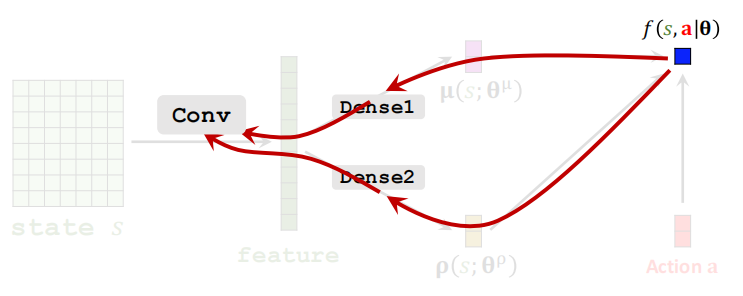 f(s,a|θ)
Conv
Dense1
μ(s;θ^μ)
Dense2
state s
feature
ρ(s;θ^ρ)
Action a